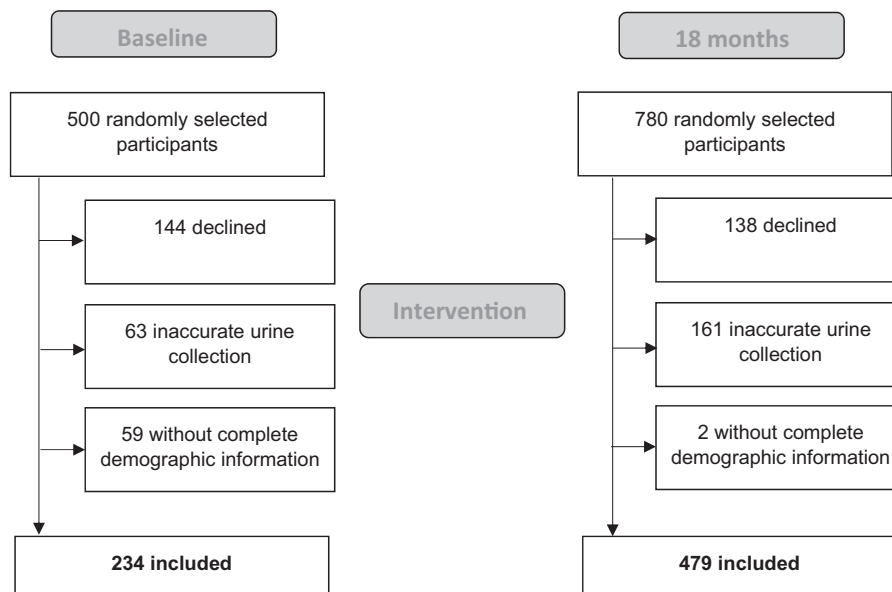 Baseline
18 months
500 randomly selected
participants
780 randomly selected
participants
144 declined
138 declined
Intervention
63 inaccurate urine
collection
161 inaccurate urine
collection
59 without complete
demographic information
2 without complete
demographic information
234 included
479 included